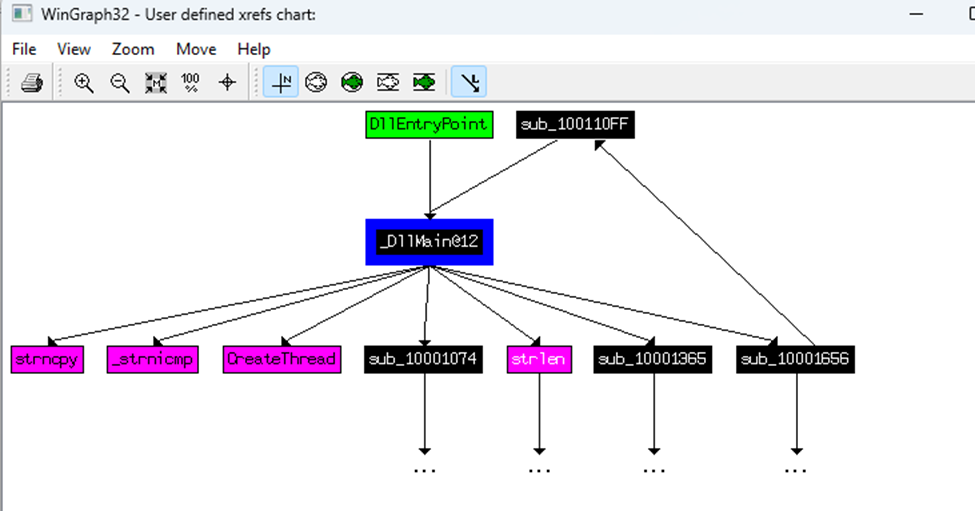 WinGraph32 - User defined xrefs chart:
File View Zoom Move Help
100 %
N
DllEntryPoint sub_100110FF
_DllMain@12
strncpy _strnicmp CreateThread sub_10001074 strlen sub_10001365 sub_10001656
... ... ... ...